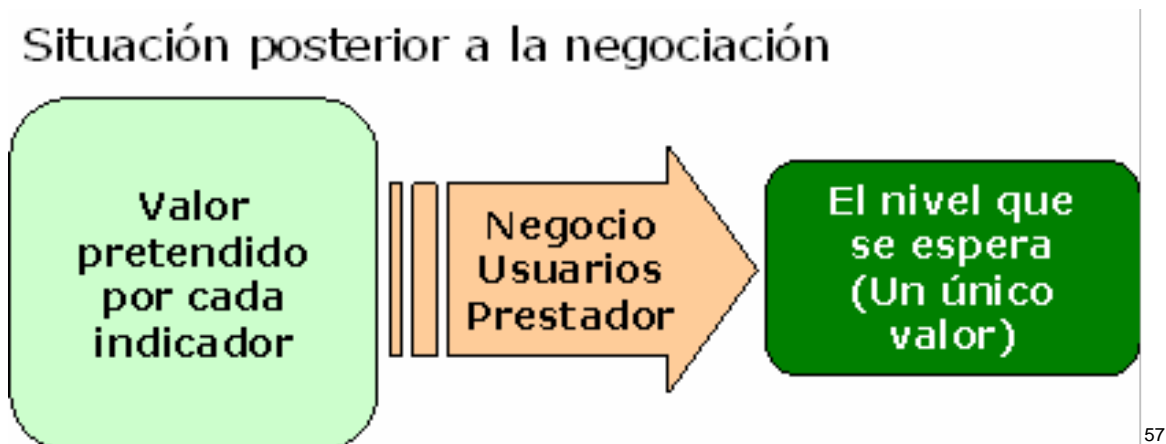 Situación posterior a la negociación
Valor
pretendido
por cada
indicador
Negocio
Usuarios
Prestador
El nivel que
se espera
(Un único
valor)
57